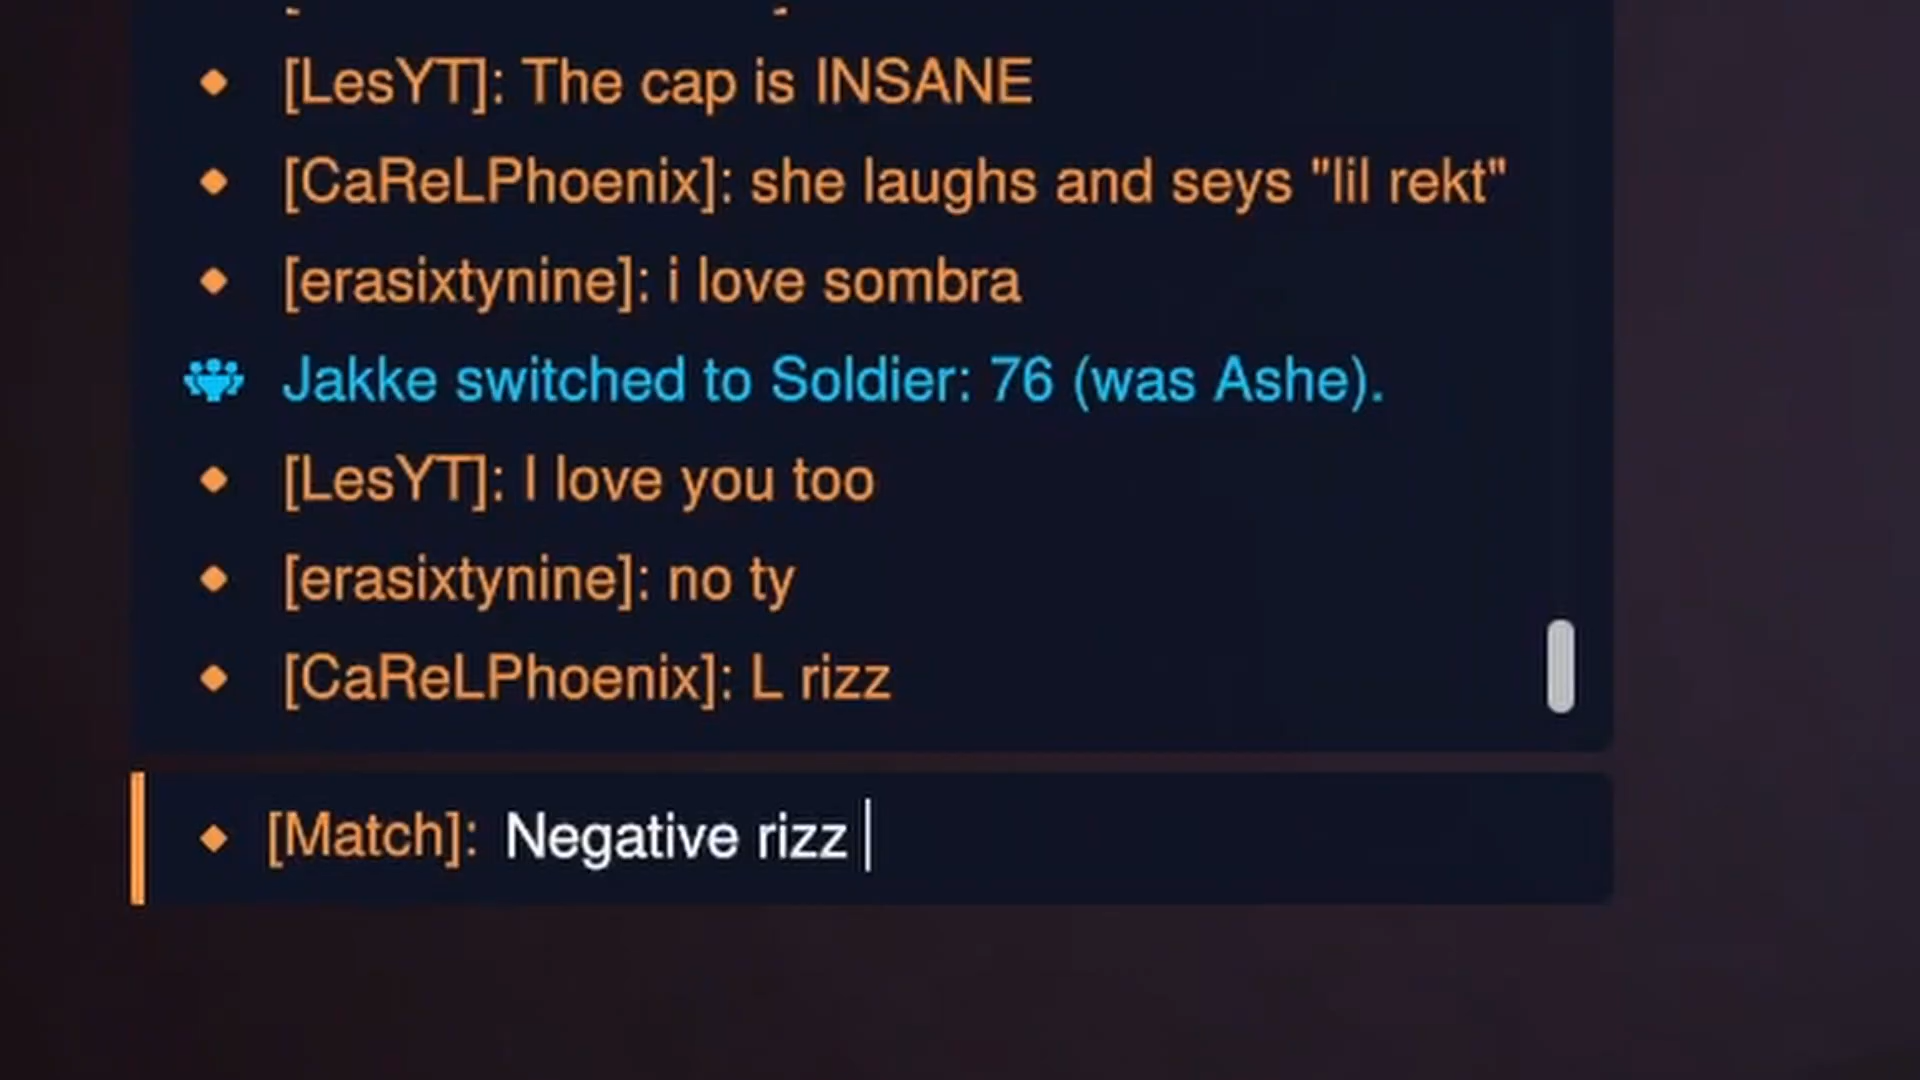 [LesYT]: The cap is INSANE
[CaReLPhoenix]: she laughs and seys "lil rekt"
[erasixtynine]: i love sombra
Jakke switched to Soldier: 76 (was Ashe).
[LesYT]: I love you too
[erasixtynine]: no ty
[CaReLPhoenix]: L rizz
[Match]: Negative rizz